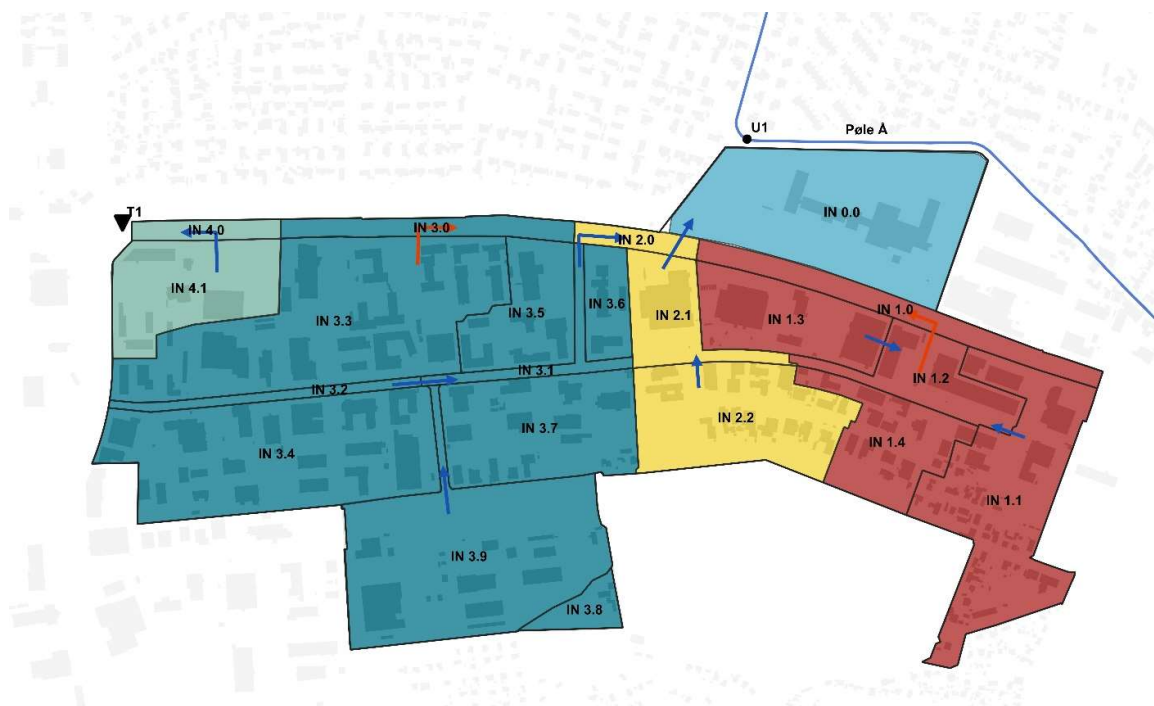 U1
Pøle Å
T1
IN 0.0
IN 4.0
IN 3.0
IN 2.0
IN 4.1
IN 3.3
IN 3.5
IN 3.6
IN 2.1
IN 1.3
IN 1.0
IN 3.1
IN 3.2
IN 1.2
IN 3.4
IN 3.7
IN 2.2
IN 1.4
IN 1.1
IN 3.9
IN 3.8